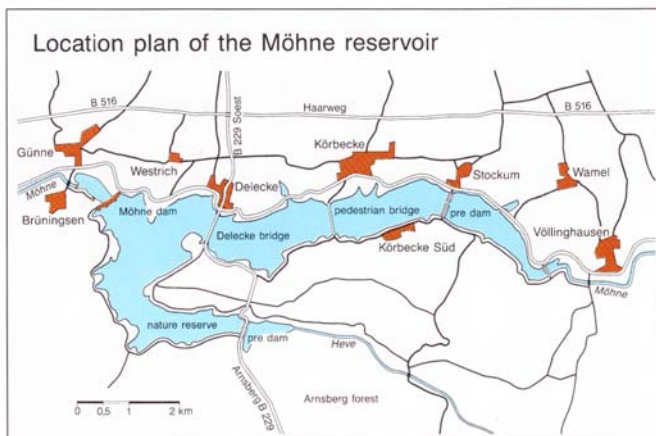 Location plan of the Möhne reservoir
B 516
Haarweg
B 516
B 229 Soest
Günne
Westrich
Körbecke
Stockum
Wamel
Delecke
Möhne
Brüningsen
Möhne dam
Delecke bridge
pedestrian bridge
pre dam
Körbecke Süd
Völlinghausen
Möhne
nature reserve
pre dam
Heve
Arnsberg B 229
Arnsberg forest
0 0,5 1 2 km